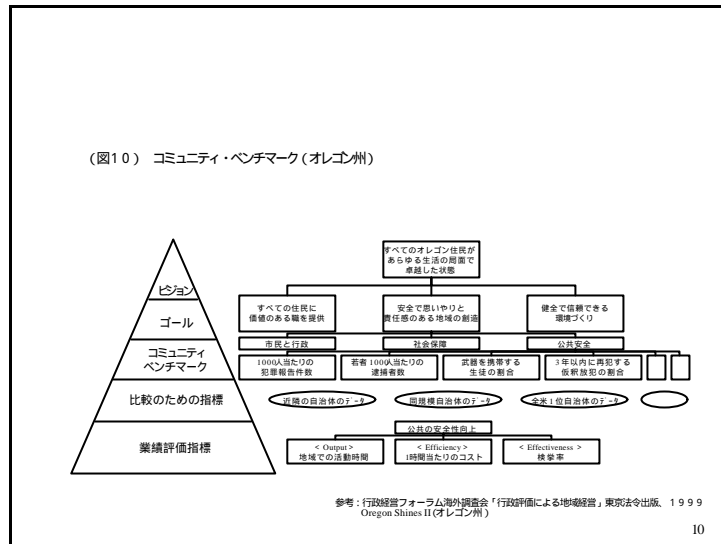 (図10) コミュニティ・ベンチマーク(オレゴン州)
すべてのオレゴン住民が
あらゆる生活の局面で
卓越した状態
ビジョン
すべての住民に
価値のある職を提供
安全で思いやりと
責任感のある地域の創造
健全で信頼できる
環境づくり
ゴール
市民と行政
社会保障
公共安全
コミュニティ
ベンチマーク
1000人当たりの
犯罪報告件数
若者1000人当たりの
逮捕者数
武器を携帯する
生徒の割合
3年以内に再犯する
仮釈放犯の割合
比較のための指標
近隣の自治体のデータ
同規模自治体のデータ
全米1位自治体のデータ
公共の安全性向上
業績評価指標
< Output >
地域での活動時間
< Efficiency >
1時間当たりのコスト
< Effectiveness >
検挙率
参考:行政経営フォーラム海外調査会「行政評価による地域経営」東京法令出版、1999
Oregon Shines II(オレゴン州)
10